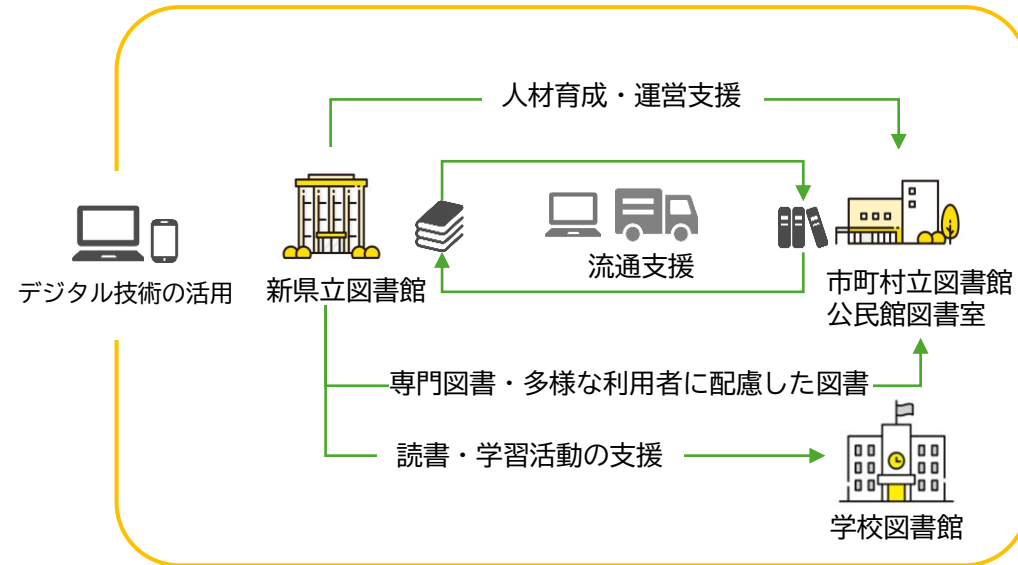 人材育成・運営支援
流通支援
デジタル技術の活用
新県立図書館
市町村立図書館
公民館図書室
専門図書・多様な利用者に配慮した図書
読書・学習活動の支援
学校図書館